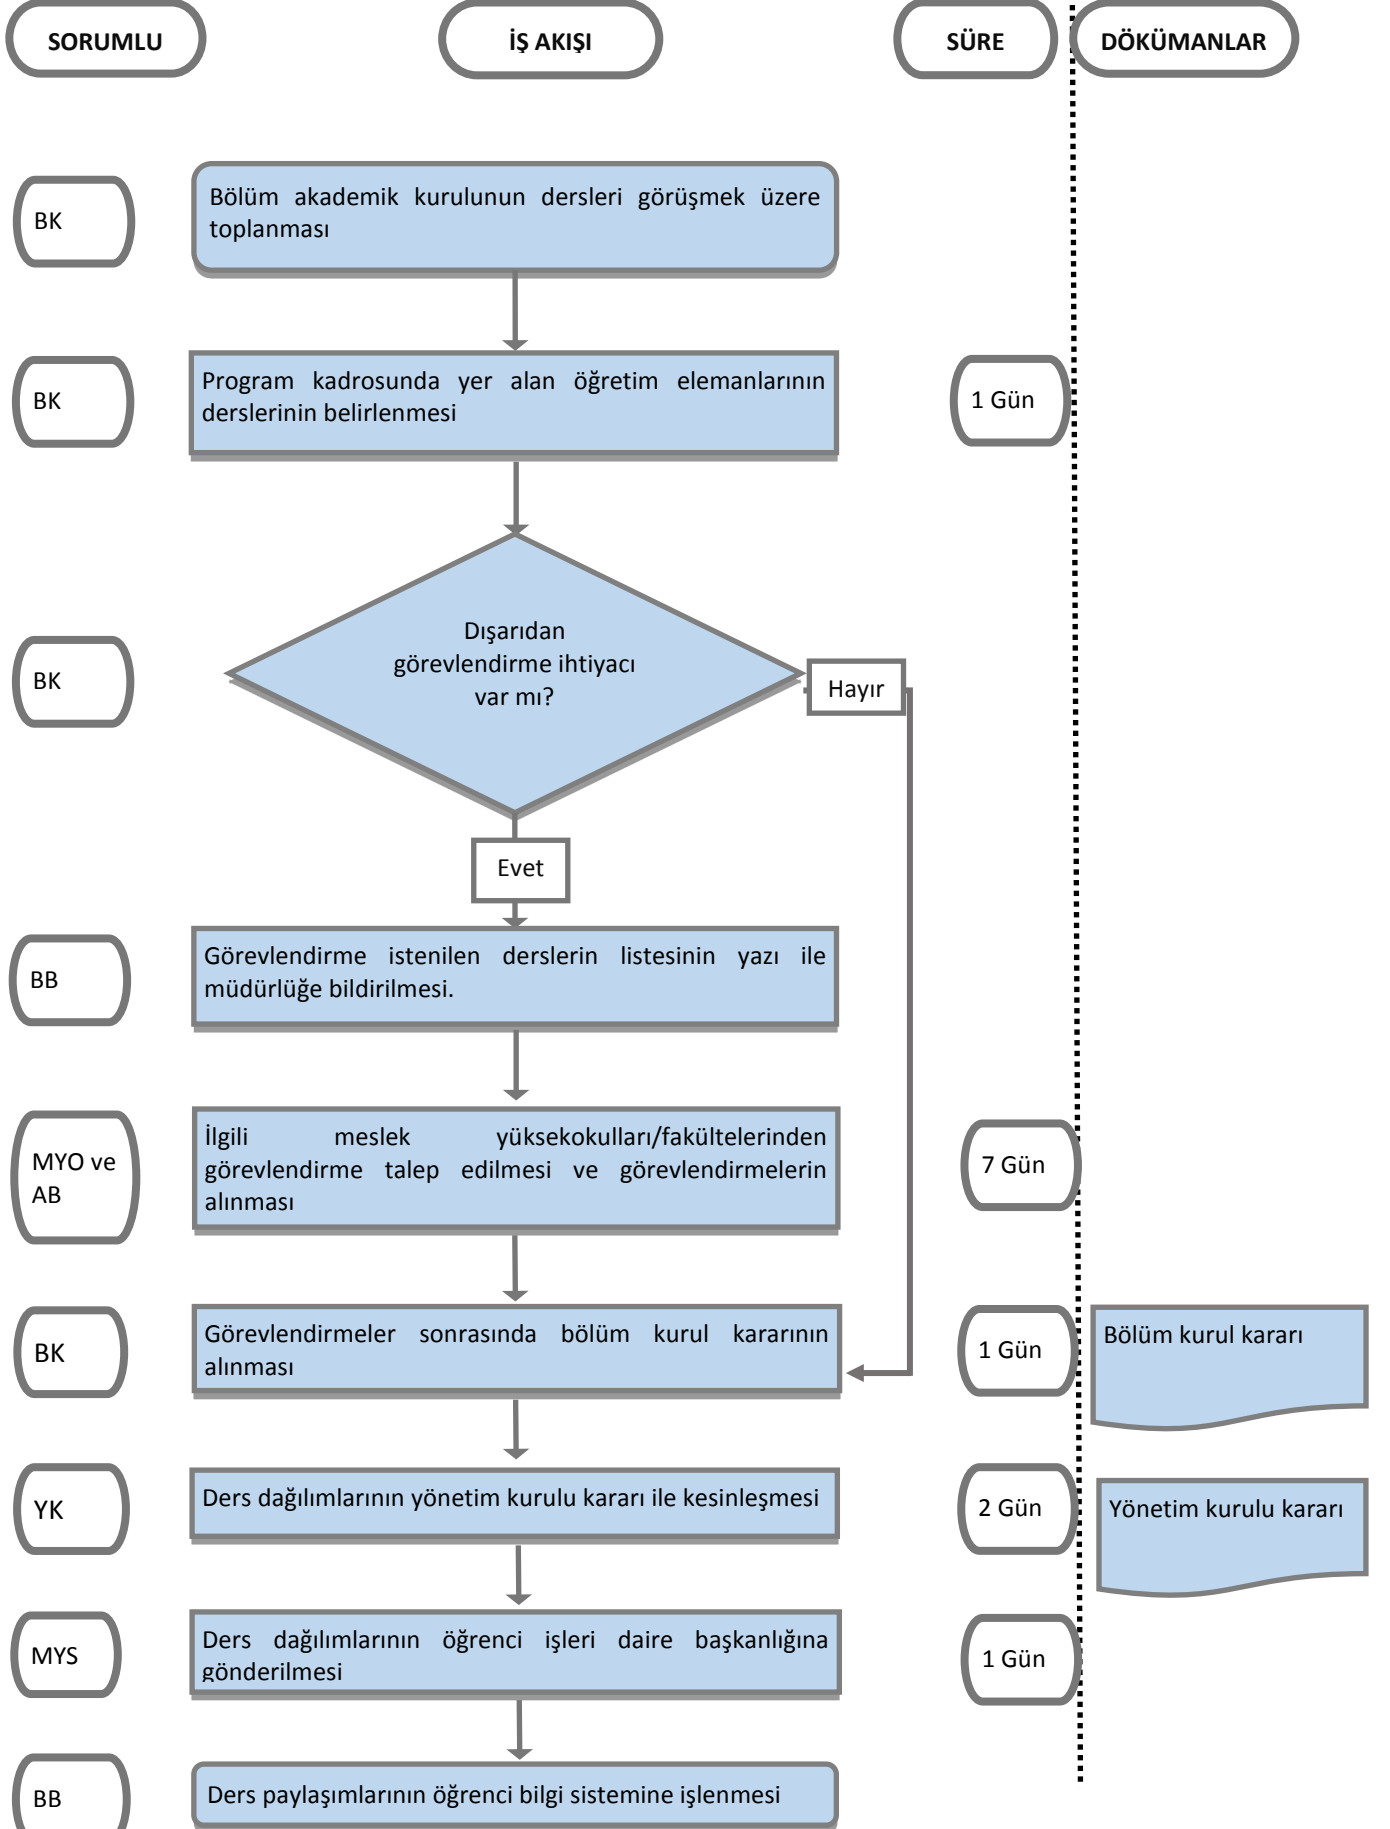 SORUMLU
İŞ AKIŞI
SÜRE
DÖKÜMANLAR
BK
Bölüm akademik kurulunun dersleri görüşmek üzere
toplanması
BK
Program kadrosunda yer alan öğretim elemanlarının
derslerinin belirlenmesi
1 Gün
BK
Dışarıdan
görevlendirme ihtiyacı
var mı?
Hayır
Evet
BB
Görevlendirme istenilen derslerin listesinin yazı ile
müdürlüğe bildirilmesi.
MYO ve
AB
İlgili meslek yüksekokulları/fakültelerinden
görevlendirme talep edilmesi ve görevlendirmelerin
alınması
7 Gün
BK
Görevlendirmeler sonrasında bölüm kurul kararının
alınması
1 Gün
Bölüm kurul kararı
YK
Ders dağılımlarının yönetim kurulu kararı ile kesinleşmesi
2 Gün
Yönetim kurulu kararı
MYS
Ders dağılımlarının öğrenci işleri daire başkanlığına
gönderilmesi
1 Gün
BB
Ders paylaşımlarının öğrenci bilgi sistemine işlenmesi